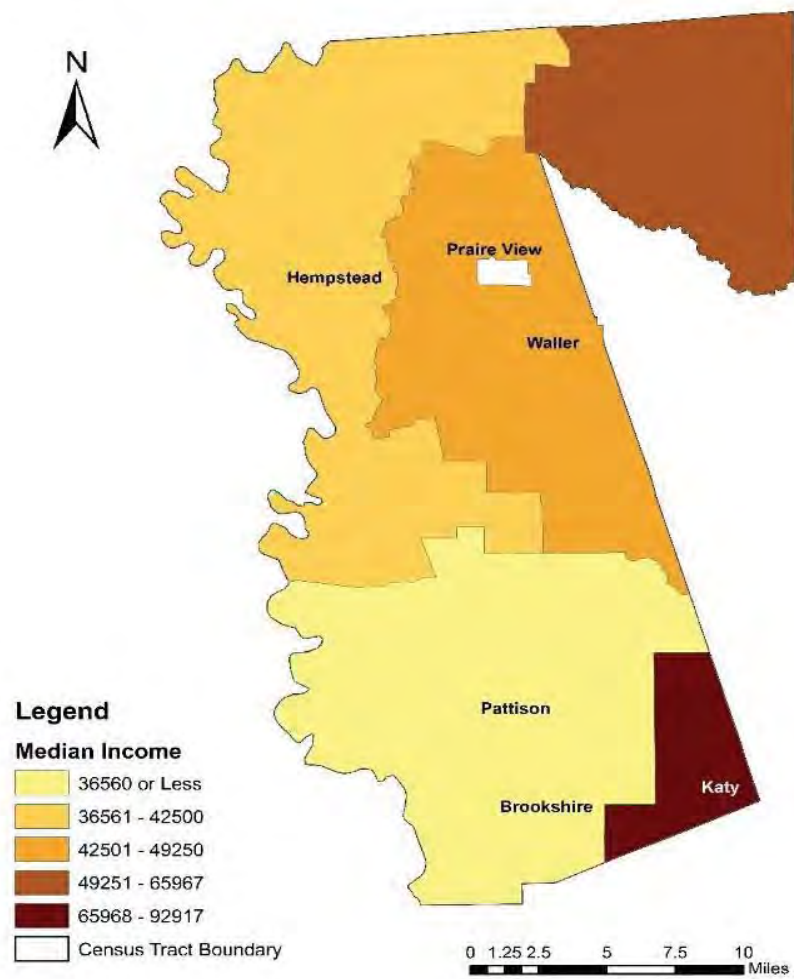 N
Praire View
Hempstead
Waller
Pattison
Brookshire
Katy
Legend
Median Income
36560 or Less
36561 - 42500
42501 - 49250
49251 - 65967
65968 - 92917
Census Tract Boundary
0 1.25 2.5 5 7.5 10
Miles